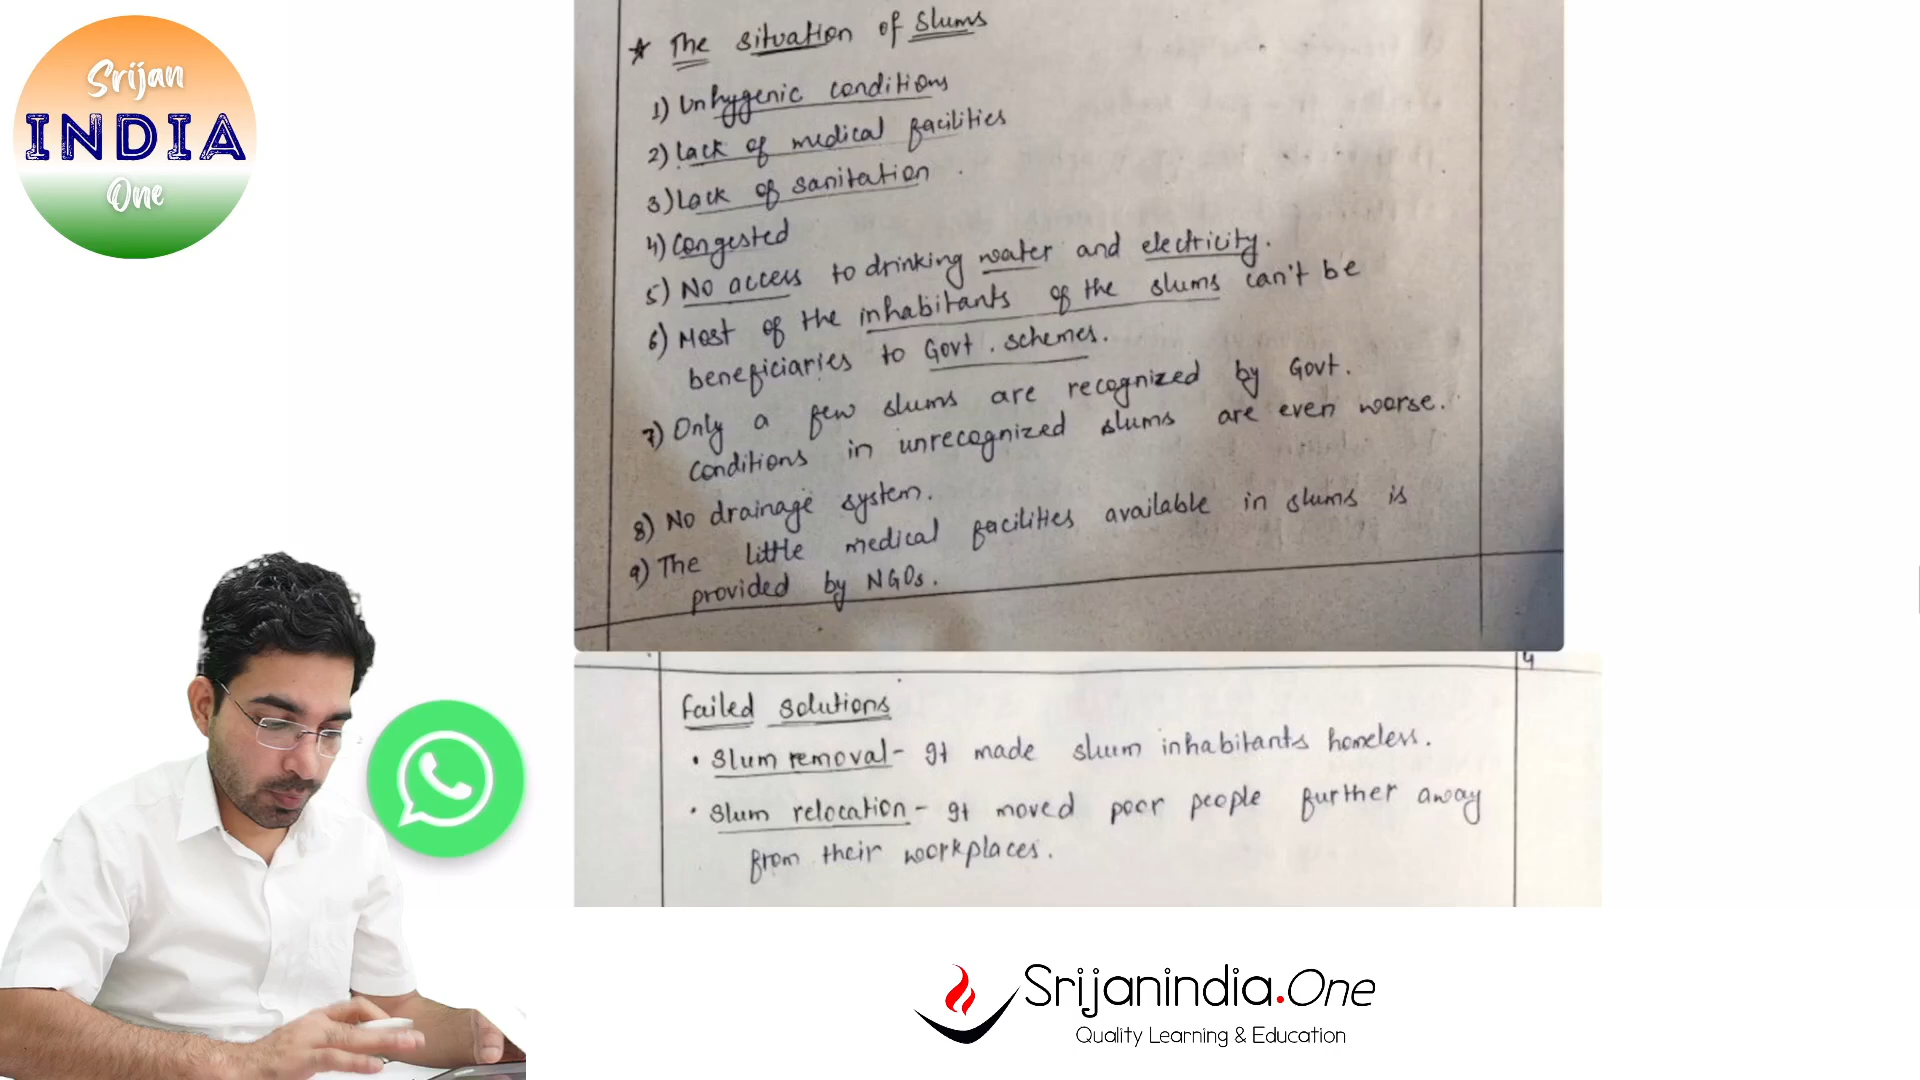 Srijan
INDIA
One
★ The situation of Slums
1) Unhygenic conditions
2) Lack of medical facilities
3) Lack of sanitation
4) Congested
5) No access to drinking water and electricity.
6) Most of the inhabitants of the slums can't be
beneficiaries to Govt. schemes.
7) Only a few slums are recognized by Govt.
Conditions in unrecognized slums are even worse.
8) No drainage system.
9) The little medical facilities available in slums is
provided by NGOs.
4
Failed solutions
• Slum removal - It made slum inhabitants homeless.
• Slum relocation - It moved poor people further away
from their workplaces.
Srijanindia.One
Quality Learning & Education